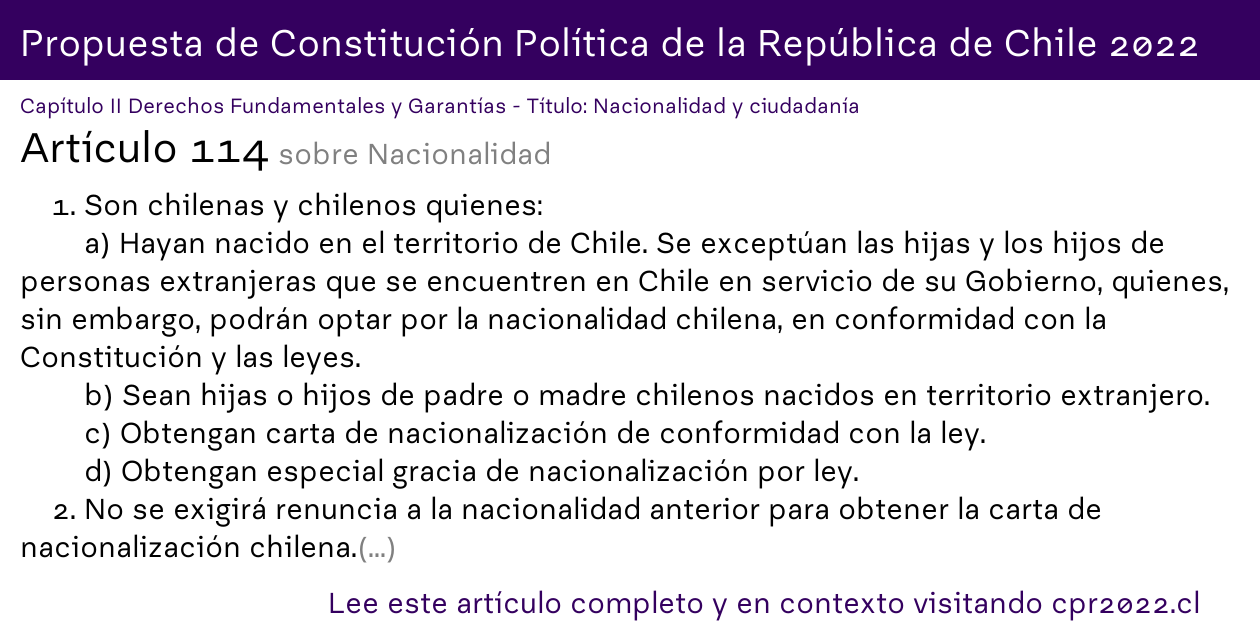 Propuesta de Constitución Política de la República de Chile 2022
Capítulo II Derechos Fundamentales y Garantías - Título: Nacionalidad y ciudadanía
Artículo 114 sobre Nacionalidad
1. Son chilenas y chilenos quienes:
a) Hayan nacido en el territorio de Chile. Se exceptúan las hijas y los hijos de
personas extranjeras que se encuentren en Chile en servicio de su Gobierno, quienes,
sin embargo, podrán optar por la nacionalidad chilena, en conformidad con la
Constitución y las leyes.
b) Sean hijas o hijos de padre o madre chilenos nacidos en territorio extranjero.
c) Obtengan carta de nacionalización de conformidad con la ley.
d) Obtengan especial gracia de nacionalización por ley.
2. No se exigirá renuncia a la nacionalidad anterior para obtener la carta de
nacionalización chilena.(...)
Lee este artículo completo y en contexto visitando cpr2022.cl